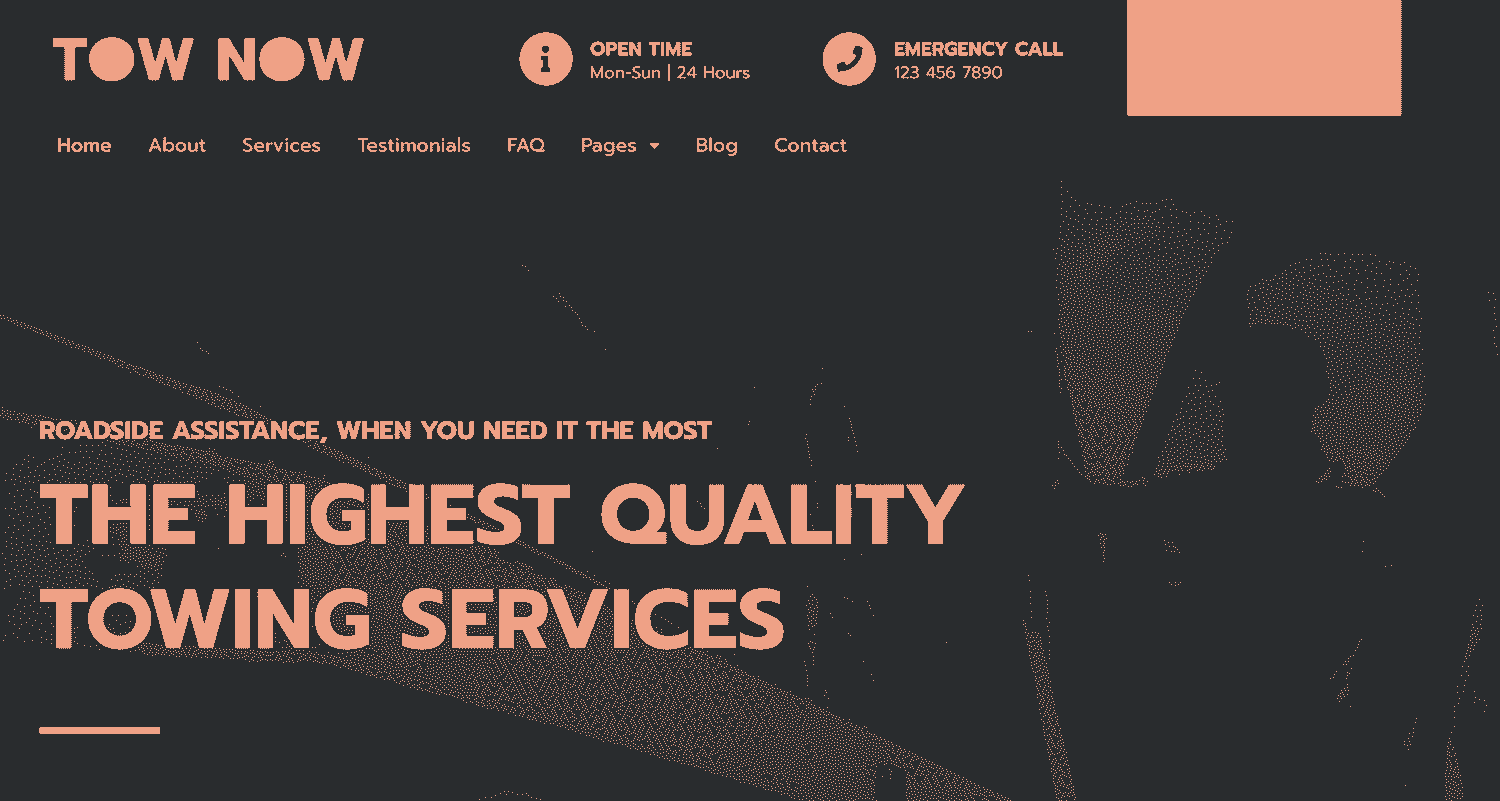 TOW NOW
OPEN TIME
Mon-Sun | 24 Hours
EMERGENCY CALL
123 456 7890
Home About Services Testimonials FAQ Pages Blog Contact
ROADSIDE ASSISTANCE, WHEN YOU NEED IT THE MOST
THE HIGHEST QUALITY
TOWING SERVICES